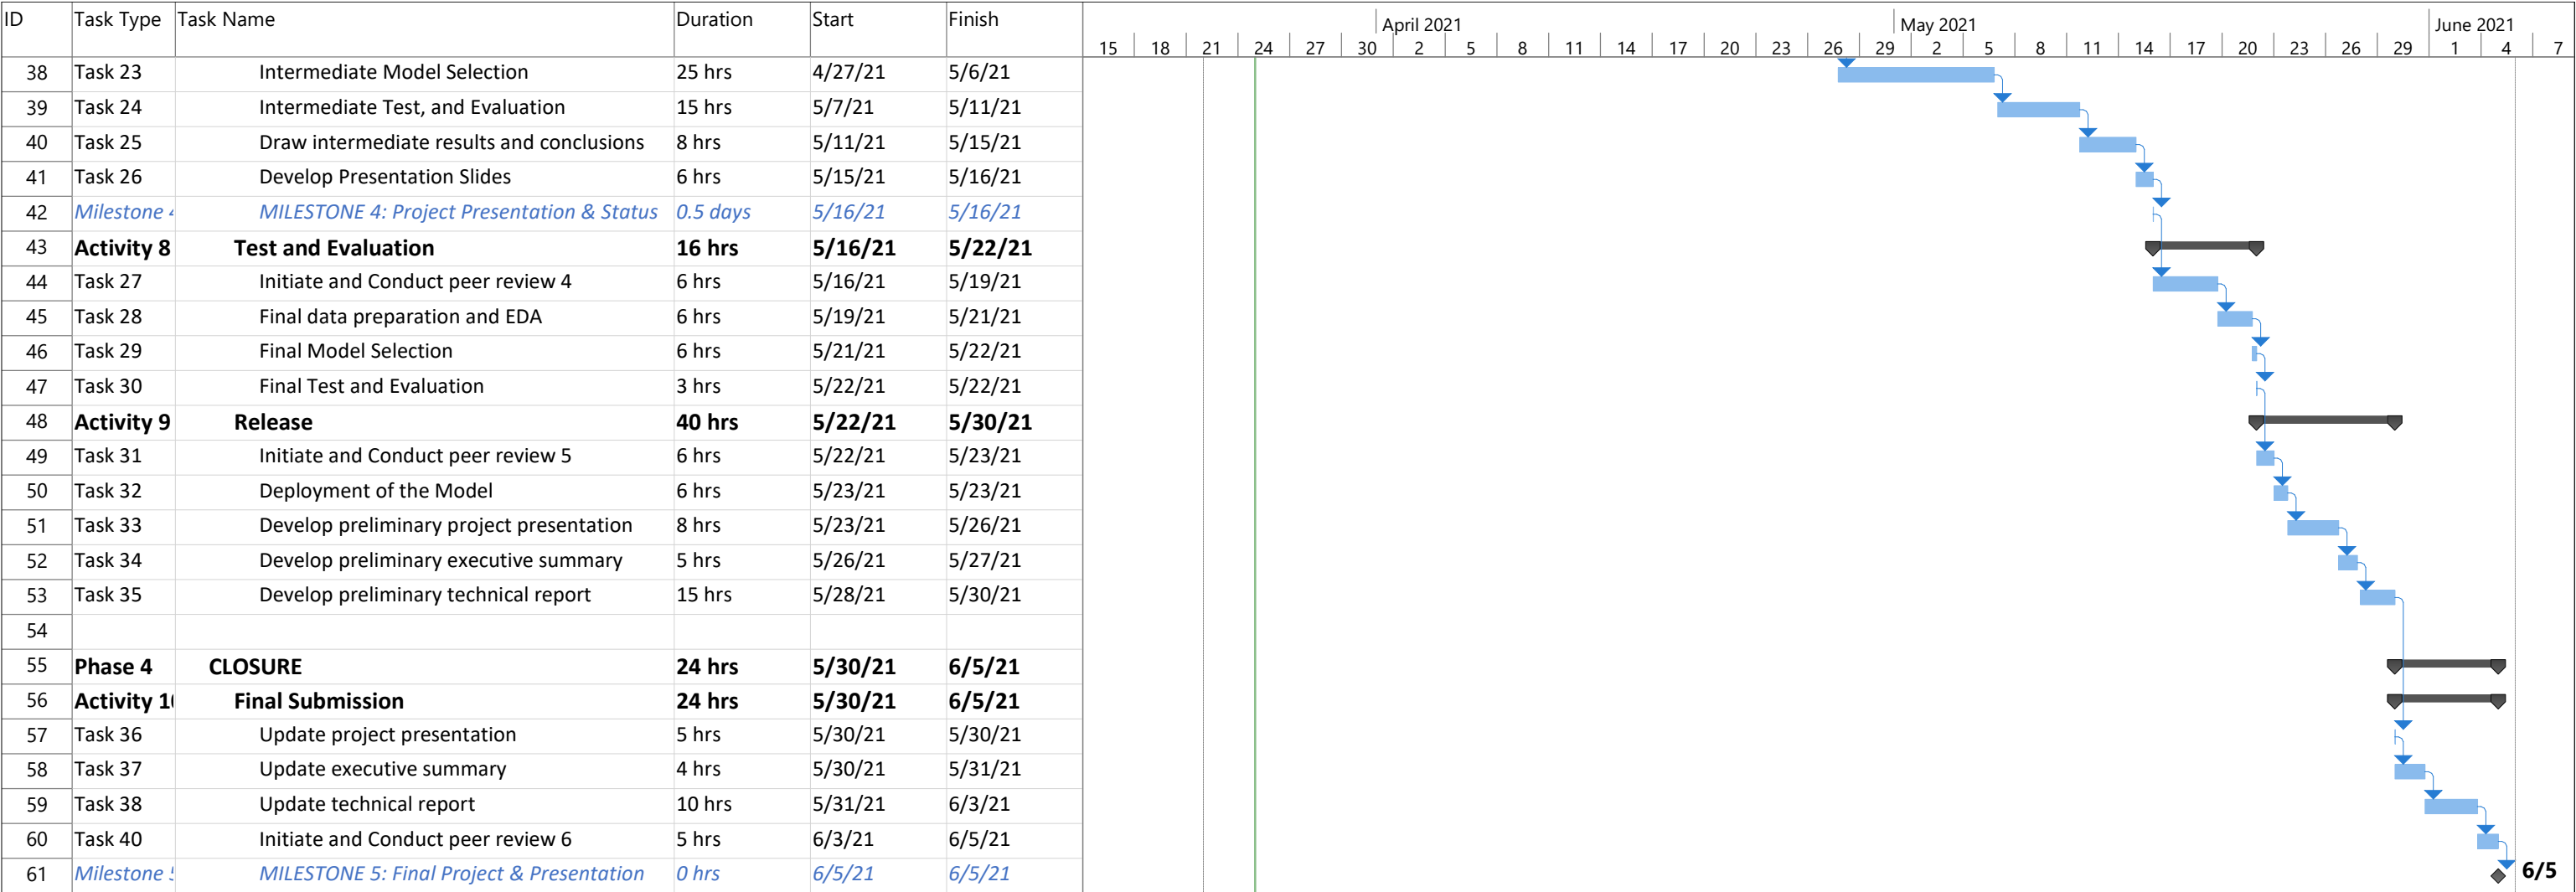 ID Task Type Task Name Duration Start Finish April 2021 May 2021 June 2021
15 18 21 24 27 30 2 5 8 11 14 17 20 23 26 29 2 5 8 11 14 17 20 23 26 29 1 4 7
38 Task 23 Intermediate Model Selection 25 hrs 4/27/21 5/6/21
39 Task 24 Intermediate Test, and Evaluation 15 hrs 5/7/21 5/11/21
40 Task 25 Draw intermediate results and conclusions 8 hrs 5/11/21 5/15/21
41 Task 26 Develop Presentation Slides 6 hrs 5/15/21 5/16/21
42 Milestone 4 MILESTONE 4: Project Presentation & Status 0.5 days 5/16/21 5/16/21
43 Activity 8 Test and Evaluation 16 hrs 5/16/21 5/22/21
44 Task 27 Initiate and Conduct peer review 4 6 hrs 5/16/21 5/19/21
45 Task 28 Final data preparation and EDA 6 hrs 5/19/21 5/21/21
46 Task 29 Final Model Selection 6 hrs 5/21/21 5/22/21
47 Task 30 Final Test and Evaluation 3 hrs 5/22/21 5/22/21
48 Activity 9 Release 40 hrs 5/22/21 5/30/21
49 Task 31 Initiate and Conduct peer review 5 6 hrs 5/22/21 5/23/21
50 Task 32 Deployment of the Model 6 hrs 5/23/21 5/23/21
51 Task 33 Develop preliminary project presentation 8 hrs 5/23/21 5/26/21
52 Task 34 Develop preliminary executive summary 5 hrs 5/26/21 5/27/21
53 Task 35 Develop preliminary technical report 15 hrs 5/28/21 5/30/21
54
55 Phase 4 CLOSURE 24 hrs 5/30/21 6/5/21
56 Activity 10 Final Submission 24 hrs 5/30/21 6/5/21
57 Task 36 Update project presentation 5 hrs 5/30/21 5/30/21
58 Task 37 Update executive summary 4 hrs 5/30/21 5/31/21
59 Task 38 Update technical report 10 hrs 5/31/21 6/3/21
60 Task 40 Initiate and Conduct peer review 6 5 hrs 6/3/21 6/5/21
61 Milestone 5 MILESTONE 5: Final Project & Presentation 0 hrs 6/5/21 6/5/21 6/5